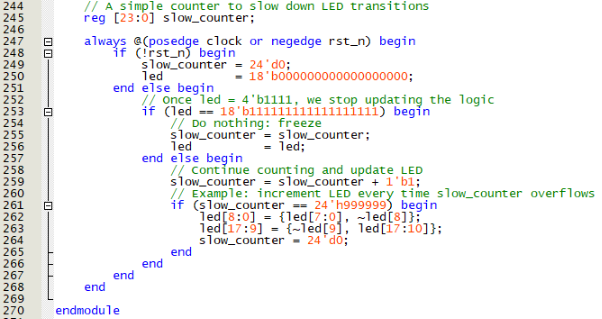 244 // A simple counter to slow down LED transitions
245 reg [23:0] slow_counter;
246
247 always @(posedge clock or negedge rst_n) begin
248 if (!rst_n) begin
249 slow_counter = 24'd0;
250 led = 18'b000000000000000000;
251 end else begin
252 // Once led = 4'b1111, we stop updating the logic
253 if (led == 18'b111111111111111111) begin
254 // Do nothing: freeze
255 slow_counter = slow_counter;
256 led = led;
257 end else begin
258 // Continue counting and update LED
259 slow_counter = slow_counter + 1'b1;
260 // Example: increment LED every time slow_counter overflows
261 if (slow_counter == 24'h999999) begin
262 led[8:0] = {led[7:0], ~led[8]};
263 led[17:9] = {~led[9], led[17:10]};
264 slow_counter = 24'd0;
265 end
266 end
267 end
268 end
269
270 endmodule